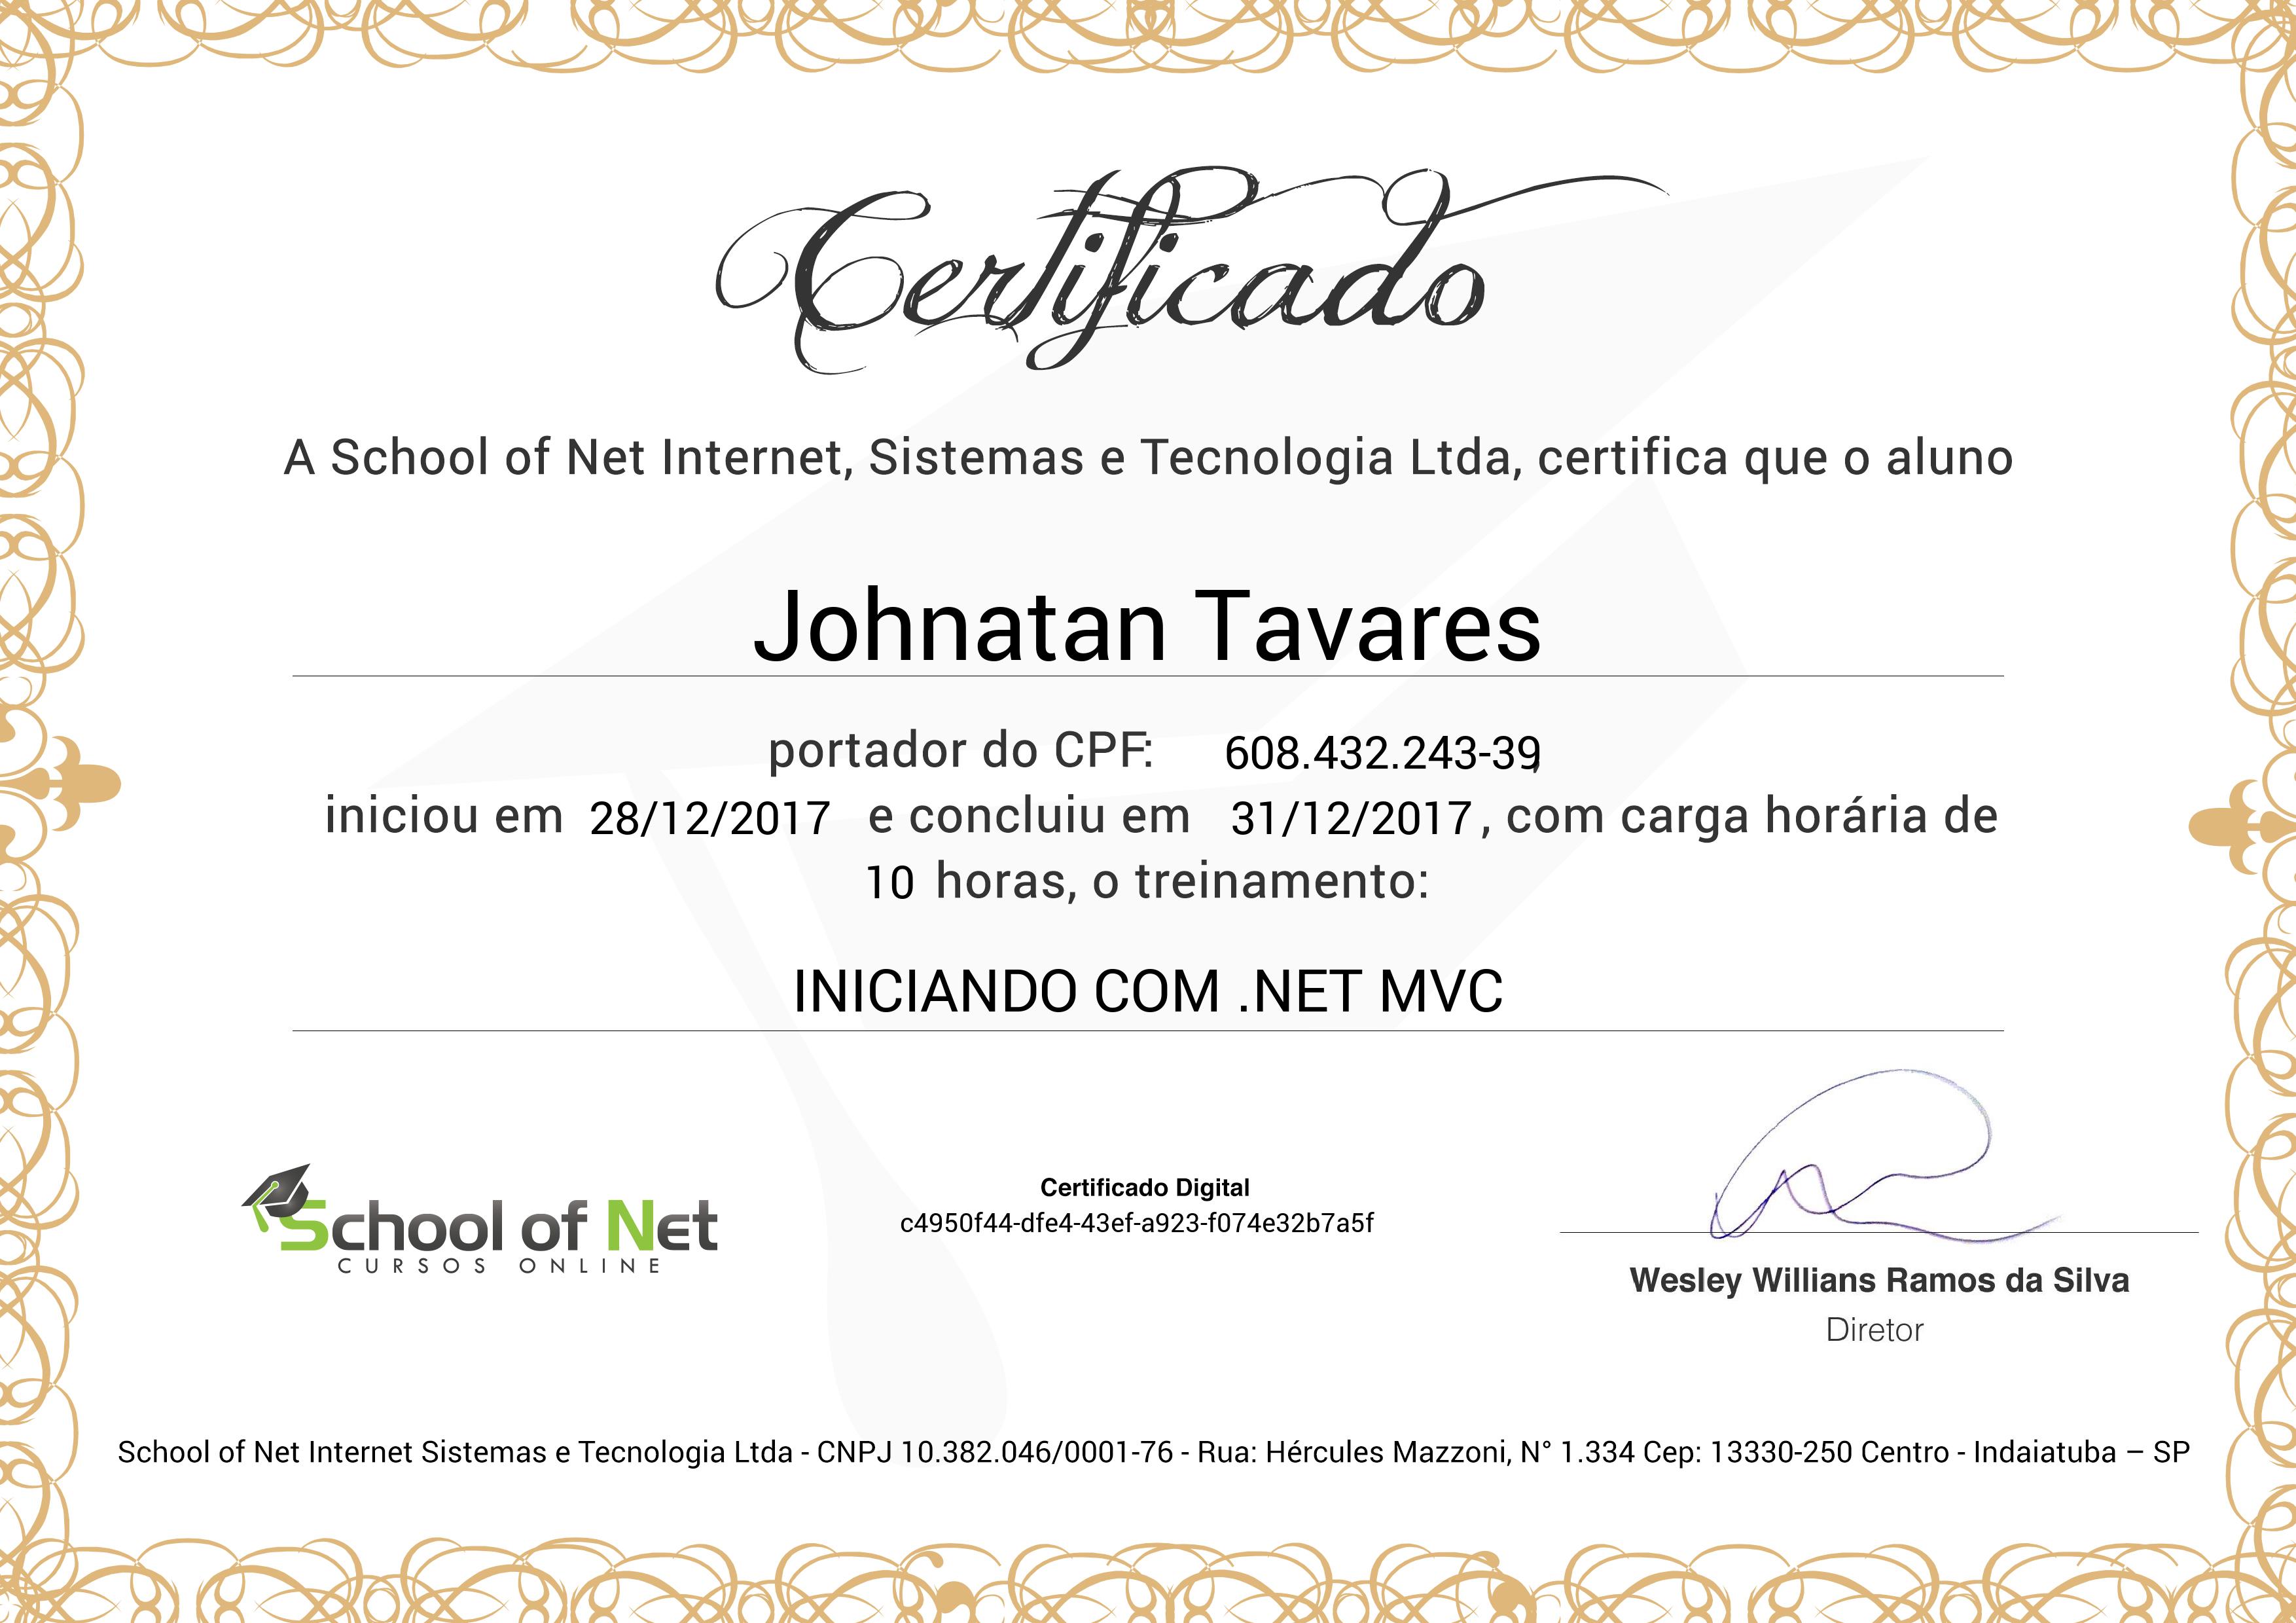 Certificado
A School of Net Internet, Sistemas e Tecnologia Ltda, certifica que o aluno
Johnatan Tavares
portador do CPF: 608.432.243-39,
iniciou em 28/12/2017 e concluiu em 31/12/2017, com carga horária de
10 horas, o treinamento:
INICIANDO COM .NET MVC
School of Net
CURSOS ONLINE
Certificado Digital
c4950f44-dfe4-43ef-a923-f074e32b7a5f
Wesley Willians Ramos da Silva
Diretor
School of Net Internet Sistemas e Tecnologia Ltda - CNPJ 10.382.046/0001-76 - Rua: Hércules Mazzoni, N° 1.334 Cep: 13330-250 Centro - Indaiatuba – SP